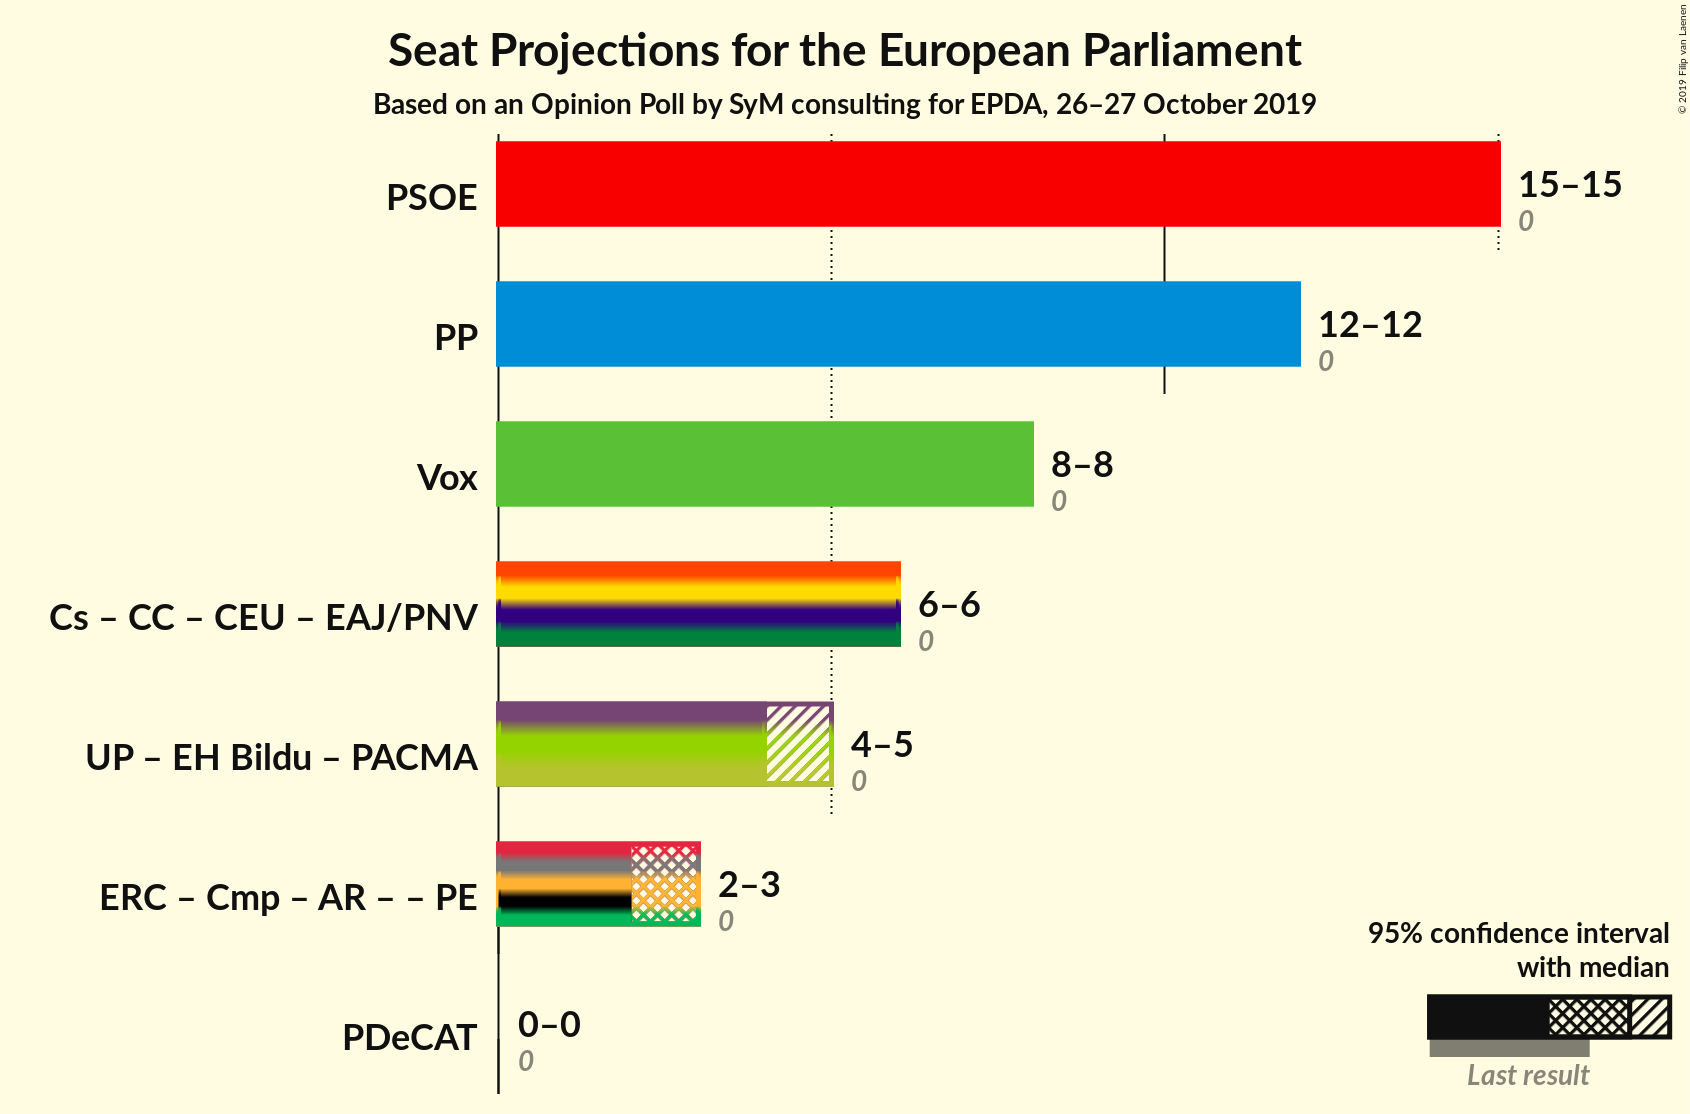 Seat Projections for the European Parliament
Based on an Opinion Poll by SyM consulting for EPDA, 26–27 October 2019
© 2019 Filip van Laenen
PSOE
15–15
0
PP
12–12
0
Vox
8–8
0
Cs – CC – CEU – EAJ/PNV
6–6
0
UP – EH Bildu – PACMA
4–5
0
ERC – Cmp – AR – – PE
2–3
0
PDeCAT
0–0
0
95% confidence interval
with median
Last result